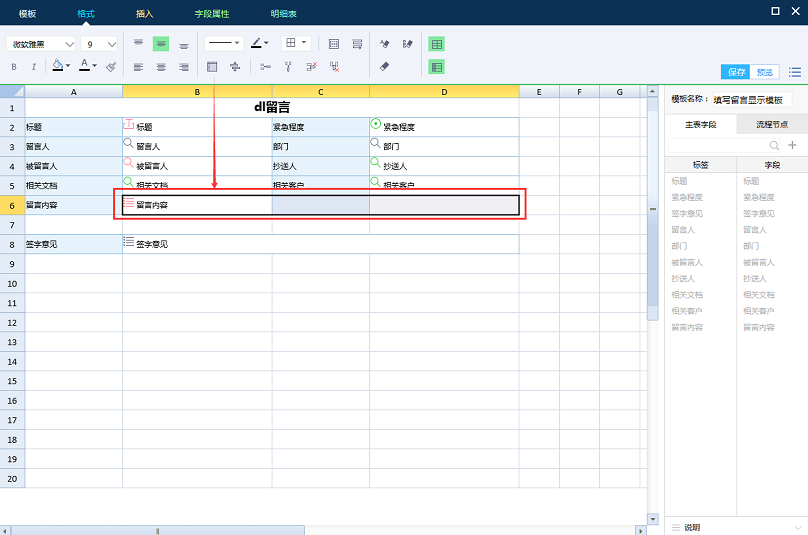 模板 格式 插入 字段属性 明细表
微软雅黑 9
B I A
保存 预览
A B C D E F G
模板名称： 填写留言显示模板
主表字段 流程节点
标签 字段
1 dl留言
2 标题 标题 紧急程度 紧急程度
3 留言人 留言人 部门 部门
4 被留言人 被留言人 抄送人 抄送人
5 相关文档 相关文档 相关客户 相关客户
6 留言内容 留言内容
7
8 签字意见 签字意见
9
10
11
12
13
14
15
16
17
18
19
20
标题 标题
紧急程度 紧急程度
签字意见 签字意见
留言人 留言人
部门 部门
被留言人 被留言人
抄送人 抄送人
相关文档 相关文档
相关客户 相关客户
留言内容 留言内容
说明